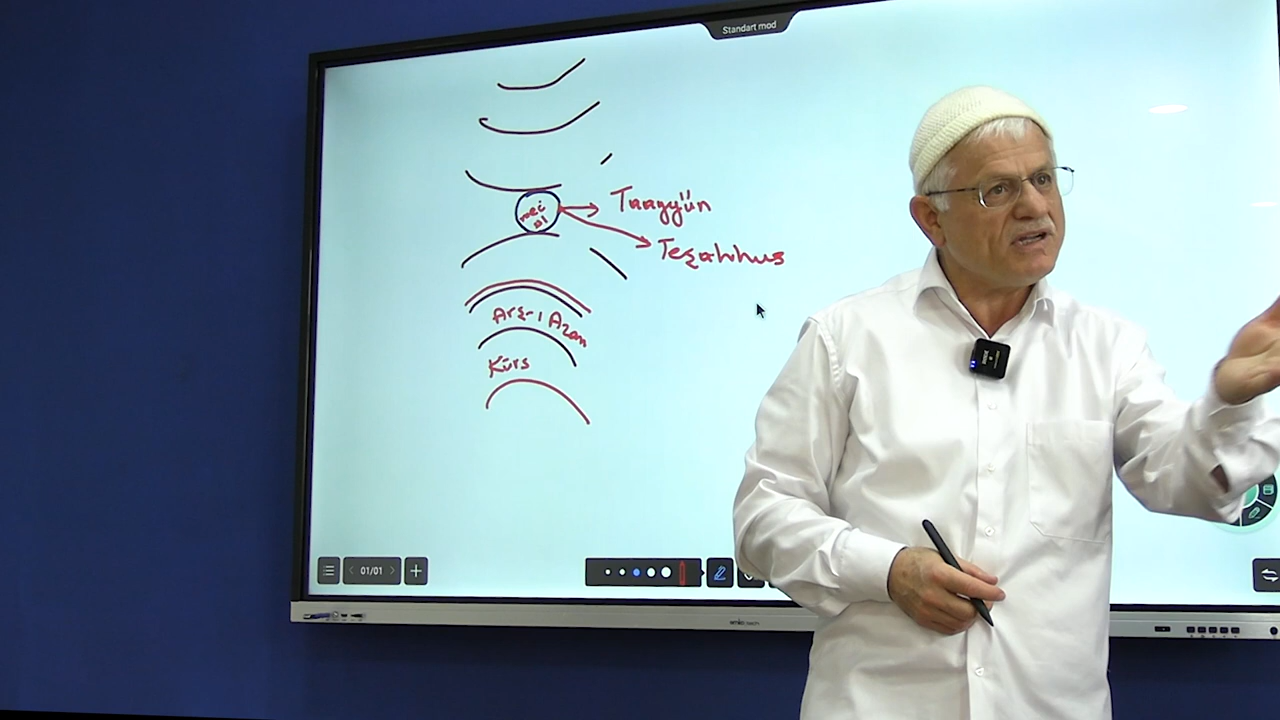 Standart mod
Taayyün
Teşahhus
Arş-ı Azam
Kürs
01/01